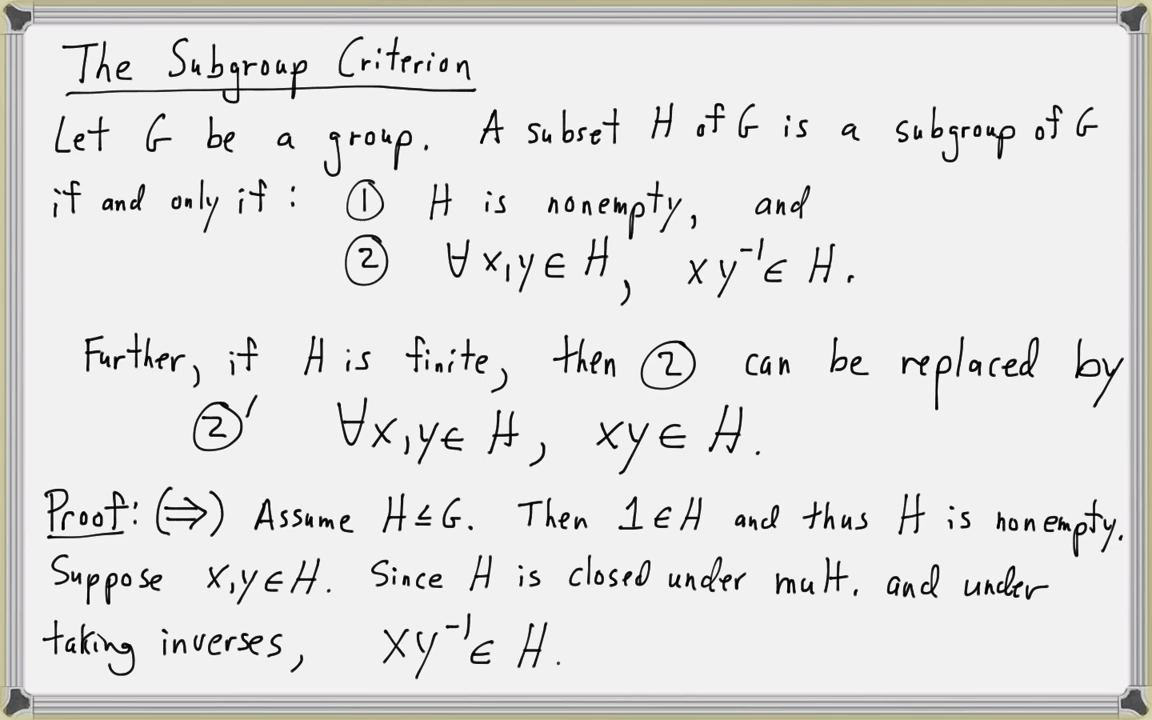 The Subgroup Criterion
Let G be a group. A subset H of G is a subgroup of G
if and only if: ① H is nonempty, and
② ∀ x,y ∈ H, xy⁻¹ ∈ H.
Further, if H is finite, then ② can be replaced by
②′ ∀x,y ∈ H, xy ∈ H.
Proof: (⇒) Assume H ≤ G. Then 1 ∈ H and thus H is nonempty.
Suppose x,y ∈ H. Since H is closed under mult. and under
taking inverses, xy⁻¹ ∈ H.